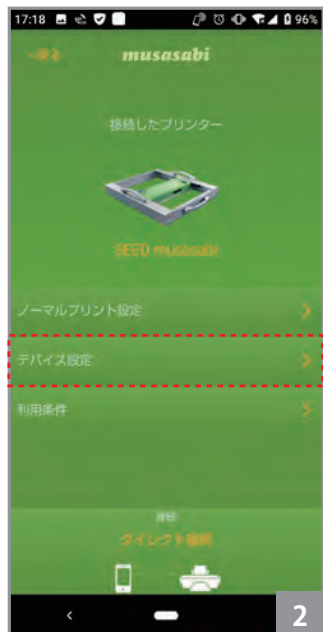 17:18 96%
<戻る musasabi
接続したプリンター
SEED musasabi
ノーマルプリント設定
デバイス設定
利用条件
接続
ダイレクト接続
2